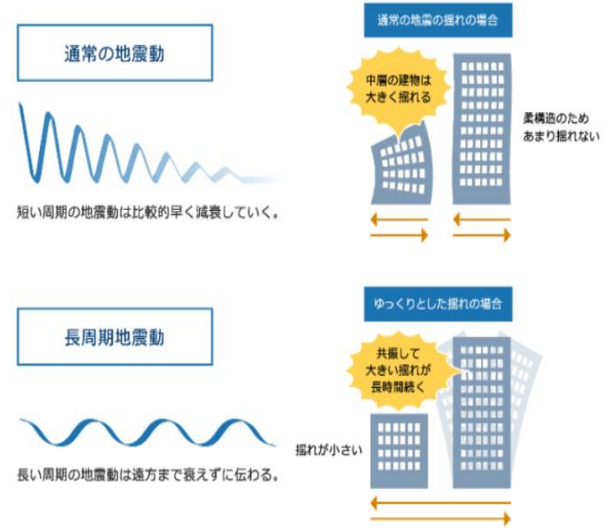 通常の地震動
短い周期の地震動は比較的早く減衰していく。
通常の地震の揺れの場合
中層の建物は
大きく揺れる
柔構造のため
あまり揺れない
長周期地震動
長い周期の地震動は遠方まで衰えずに伝わる。
ゆっくりとした揺れの場合
共振して
大きい揺れが
長時間続く
揺れが小さい